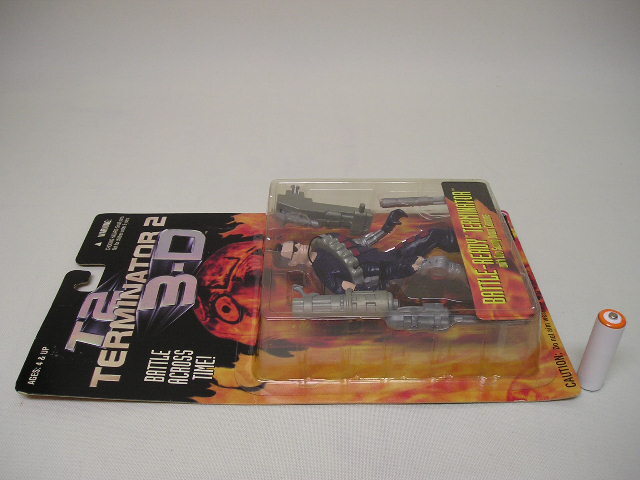 WARNING:
T2
TERMINATOR 2
3-D
BATTLE
ACROSS
TIME!
AGES: 4 & UP
BATTLE-READY TERMINATOR
CAUTION: